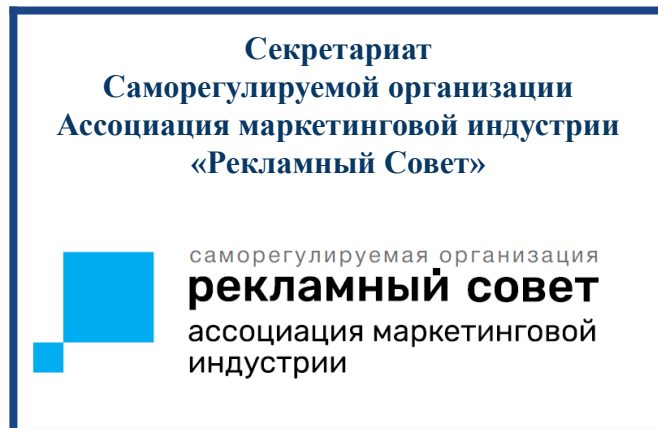 Секретариат
Саморегулируемой организации
Ассоциация маркетинговой индустрии
«Рекламный Совет»
саморегулируемая организация
рекламный совет
ассоциация маркетинговой
индустрии